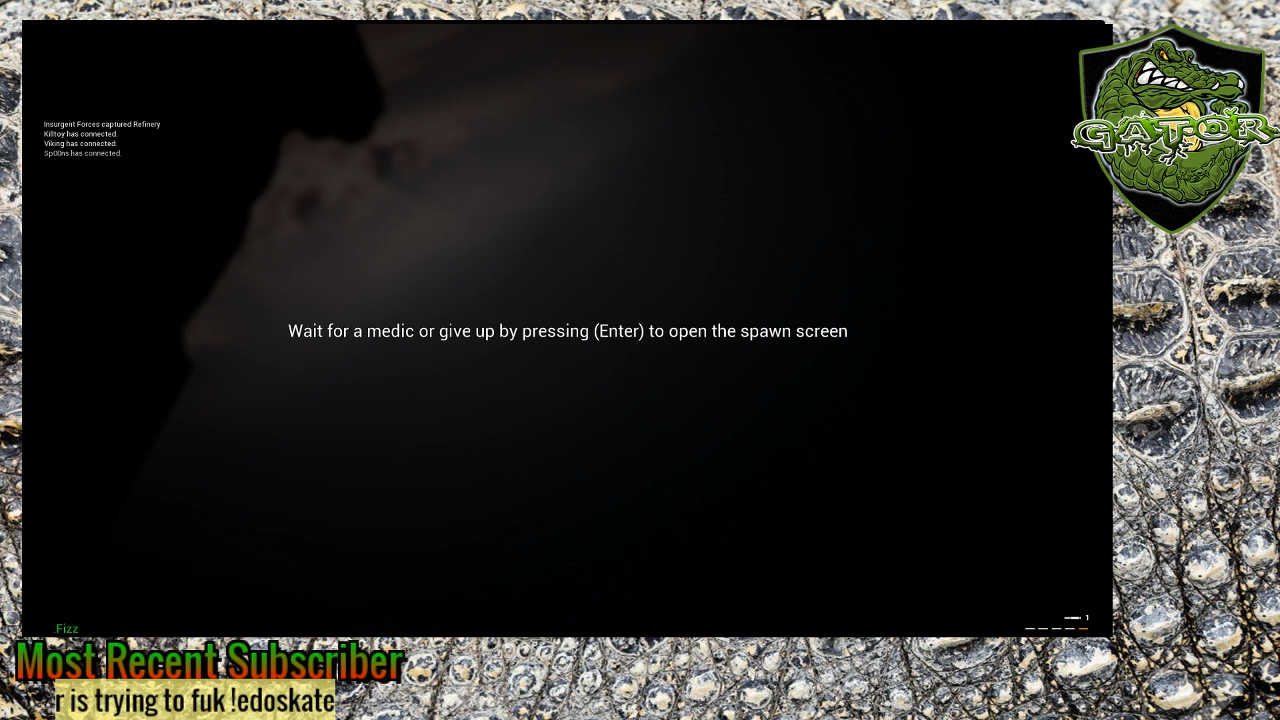 Insurgent Forces captured Refinery
Killtoy has connected.
Viking has connected.
Sp00ns has connected.
GATOR
Wait for a medic or give up by pressing (Enter) to open the spawn screen
1
.Fizz
Most Recent Subscriber
r is trying to fuk !edoskate